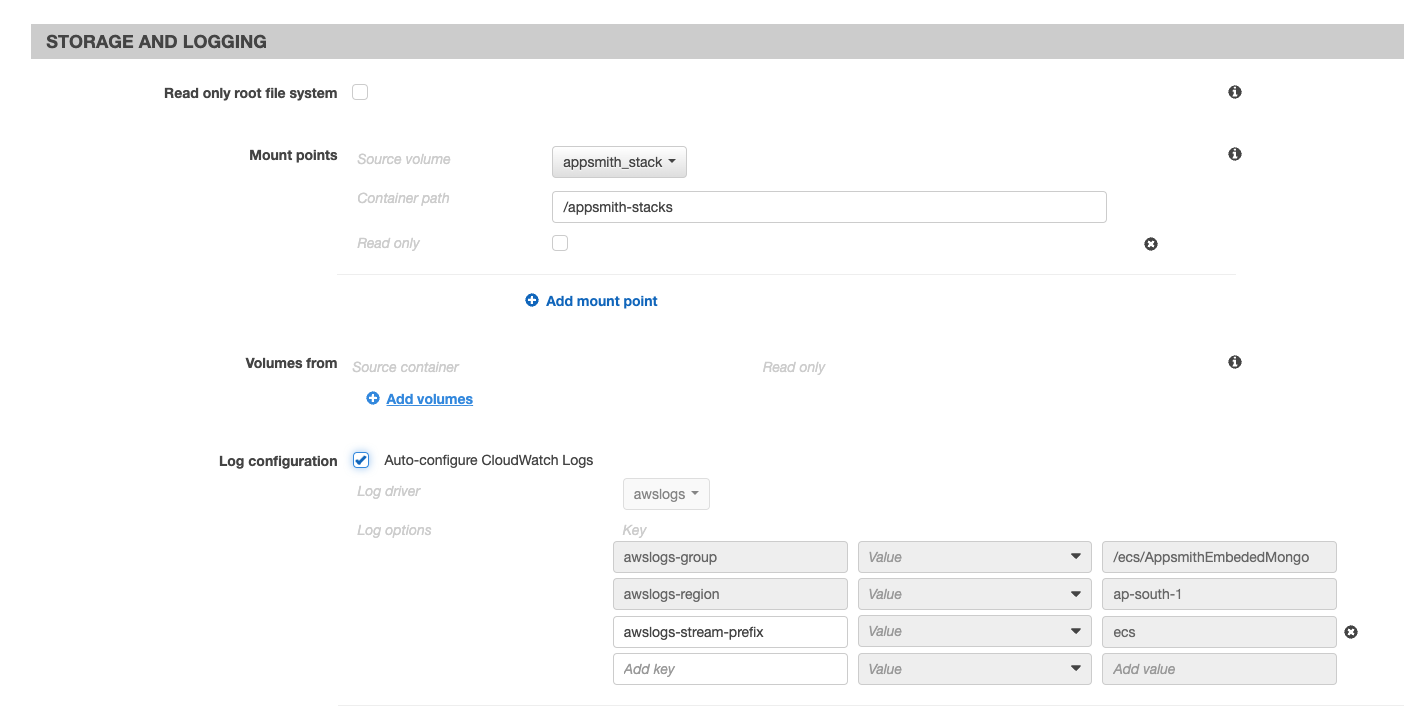 STORAGE AND LOGGING
Read only root file system
Mount points
Source volume
appsmith_stack
Container path
/appsmith-stacks
Read only
Add mount point
Volumes from
Source container
Read only
Add volumes
Log configuration
Auto-configure CloudWatch Logs
Log driver
awslogs
Log options
Key
awslogs-group
Value
/ecs/AppsmithEmbededMongo
awslogs-region
Value
ap-south-1
awslogs-stream-prefix
Value
ecs
Add key
Value
Add value